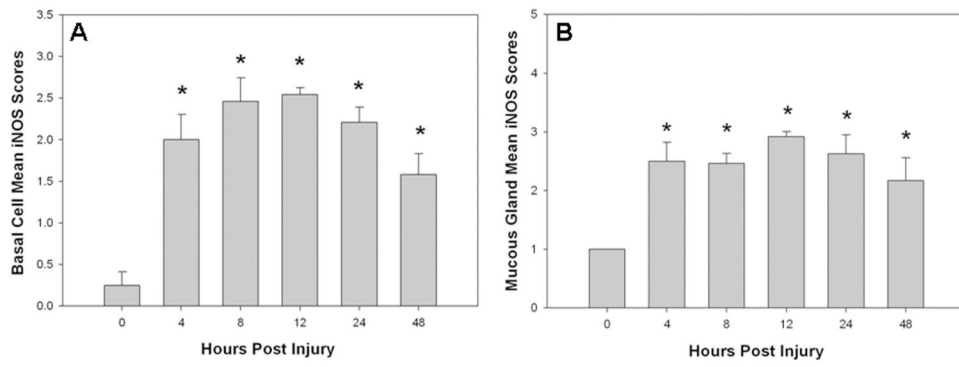 A
Basal Cell Mean iNOS Scores
3.5
3.0
2.5
2.0
1.5
1.0
0.5
0.0
* * * * *
0 4 8 12 24 48
Hours Post Injury
B
Mucous Gland Mean iNOS Scores
5
4
3
2
1
0
* * * * *
0 4 8 12 24 48
Hours Post Injury